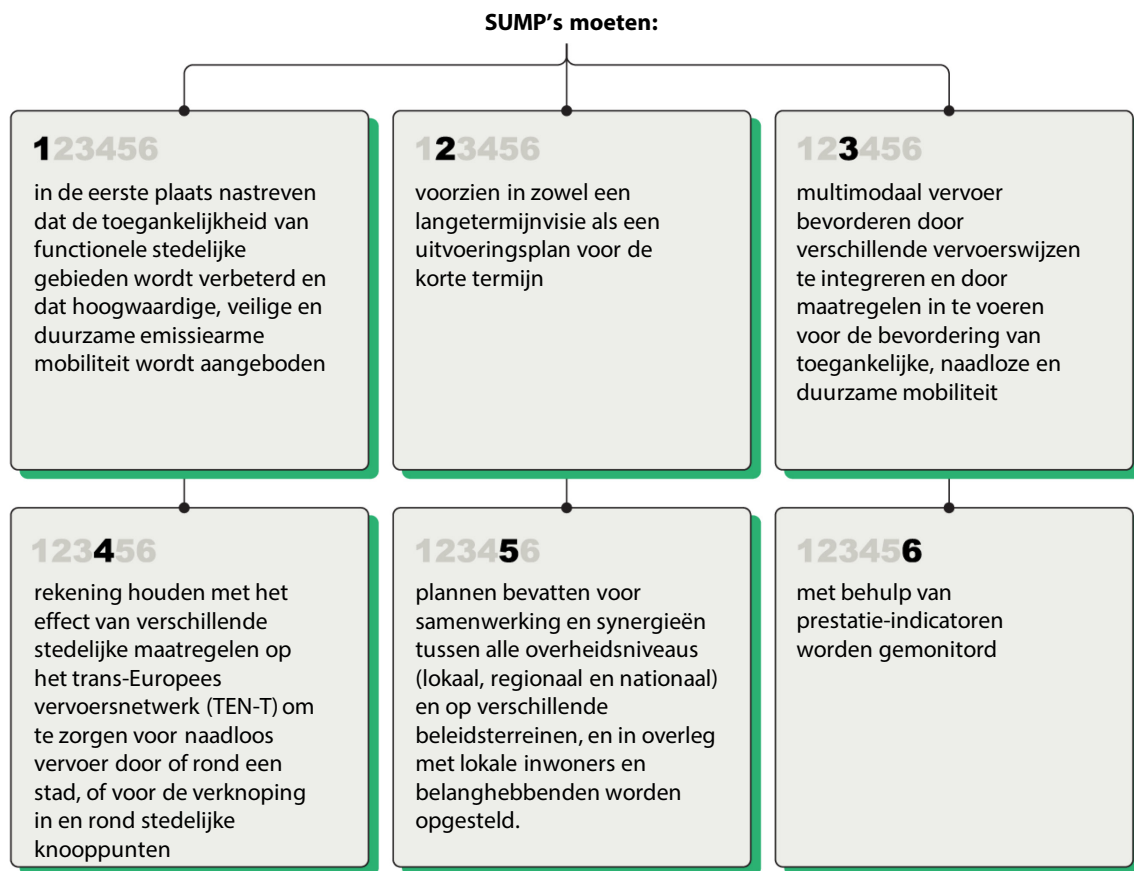 SUMP's moeten:
123456
in de eerste plaats nastreven
dat de toegankelijkheid van
functionele stedelijke
gebieden wordt verbeterd en
dat hoogwaardige, veilige en
duurzame emissiearme
mobiliteit wordt aangeboden
123456
voorzien in zowel een
langetermijnvisie als een
uitvoeringsplan voor de
korte termijn
123456
multimodaal vervoer
bevorderen door
verschillende vervoerswijzen
te integreren en door
maatregelen in te voeren
voor de bevordering van
toegankelijke, naadloze en
duurzame mobiliteit
123456
rekening houden met het
effect van verschillende
stedelijke maatregelen op
het trans-Europees
vervoersnetwerk (TEN-T) om
te zorgen voor naadloos
vervoer door of rond een
stad, of voor de verknoping
in en rond stedelijke
knooppunten
123456
plannen bevatten voor
samenwerking en synergieën
tussen alle overheidsniveaus
(lokaal, regionaal en nationaal)
en op verschillende
beleidsterreinen, en in overleg
met lokale inwoners en
belanghebbenden worden
opgesteld.
123456
met behulp van
prestatie-indicatoren
worden gemonitord